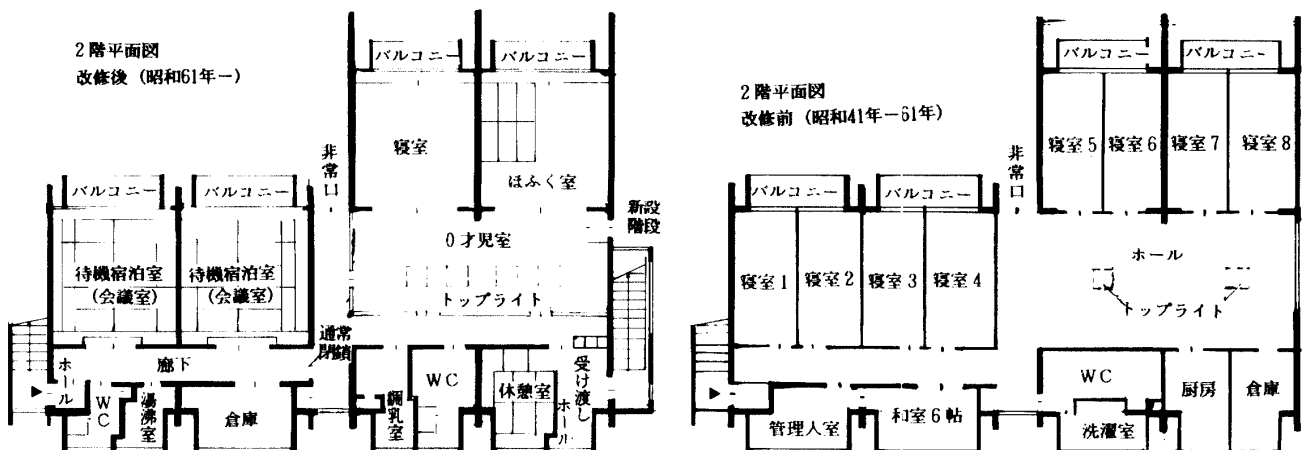 2階平面図
改修後(昭和61年ー)
バルコニー
バルコニー
寝室
ほふく室
非常口
バルコニー
バルコニー
新設
階段
0才児室
待機宿泊室
(会議室)
待機宿泊室
(会議室)
トップライト
通常
閉鎖
ホール
廊下
WC
湯沸室
倉庫
調乳室
WC
休憩室
ホール
受け渡し
2階平面図
改修前(昭和41年ー61年)
バルコニー
バルコニー
寝室5
寝室6
寝室7
寝室8
非常口
バルコニー
バルコニー
寝室1
寝室2
寝室3
寝室4
ホール
トップライト
管理人室
和室6帖
WC
洗濯室
厨房
倉庫